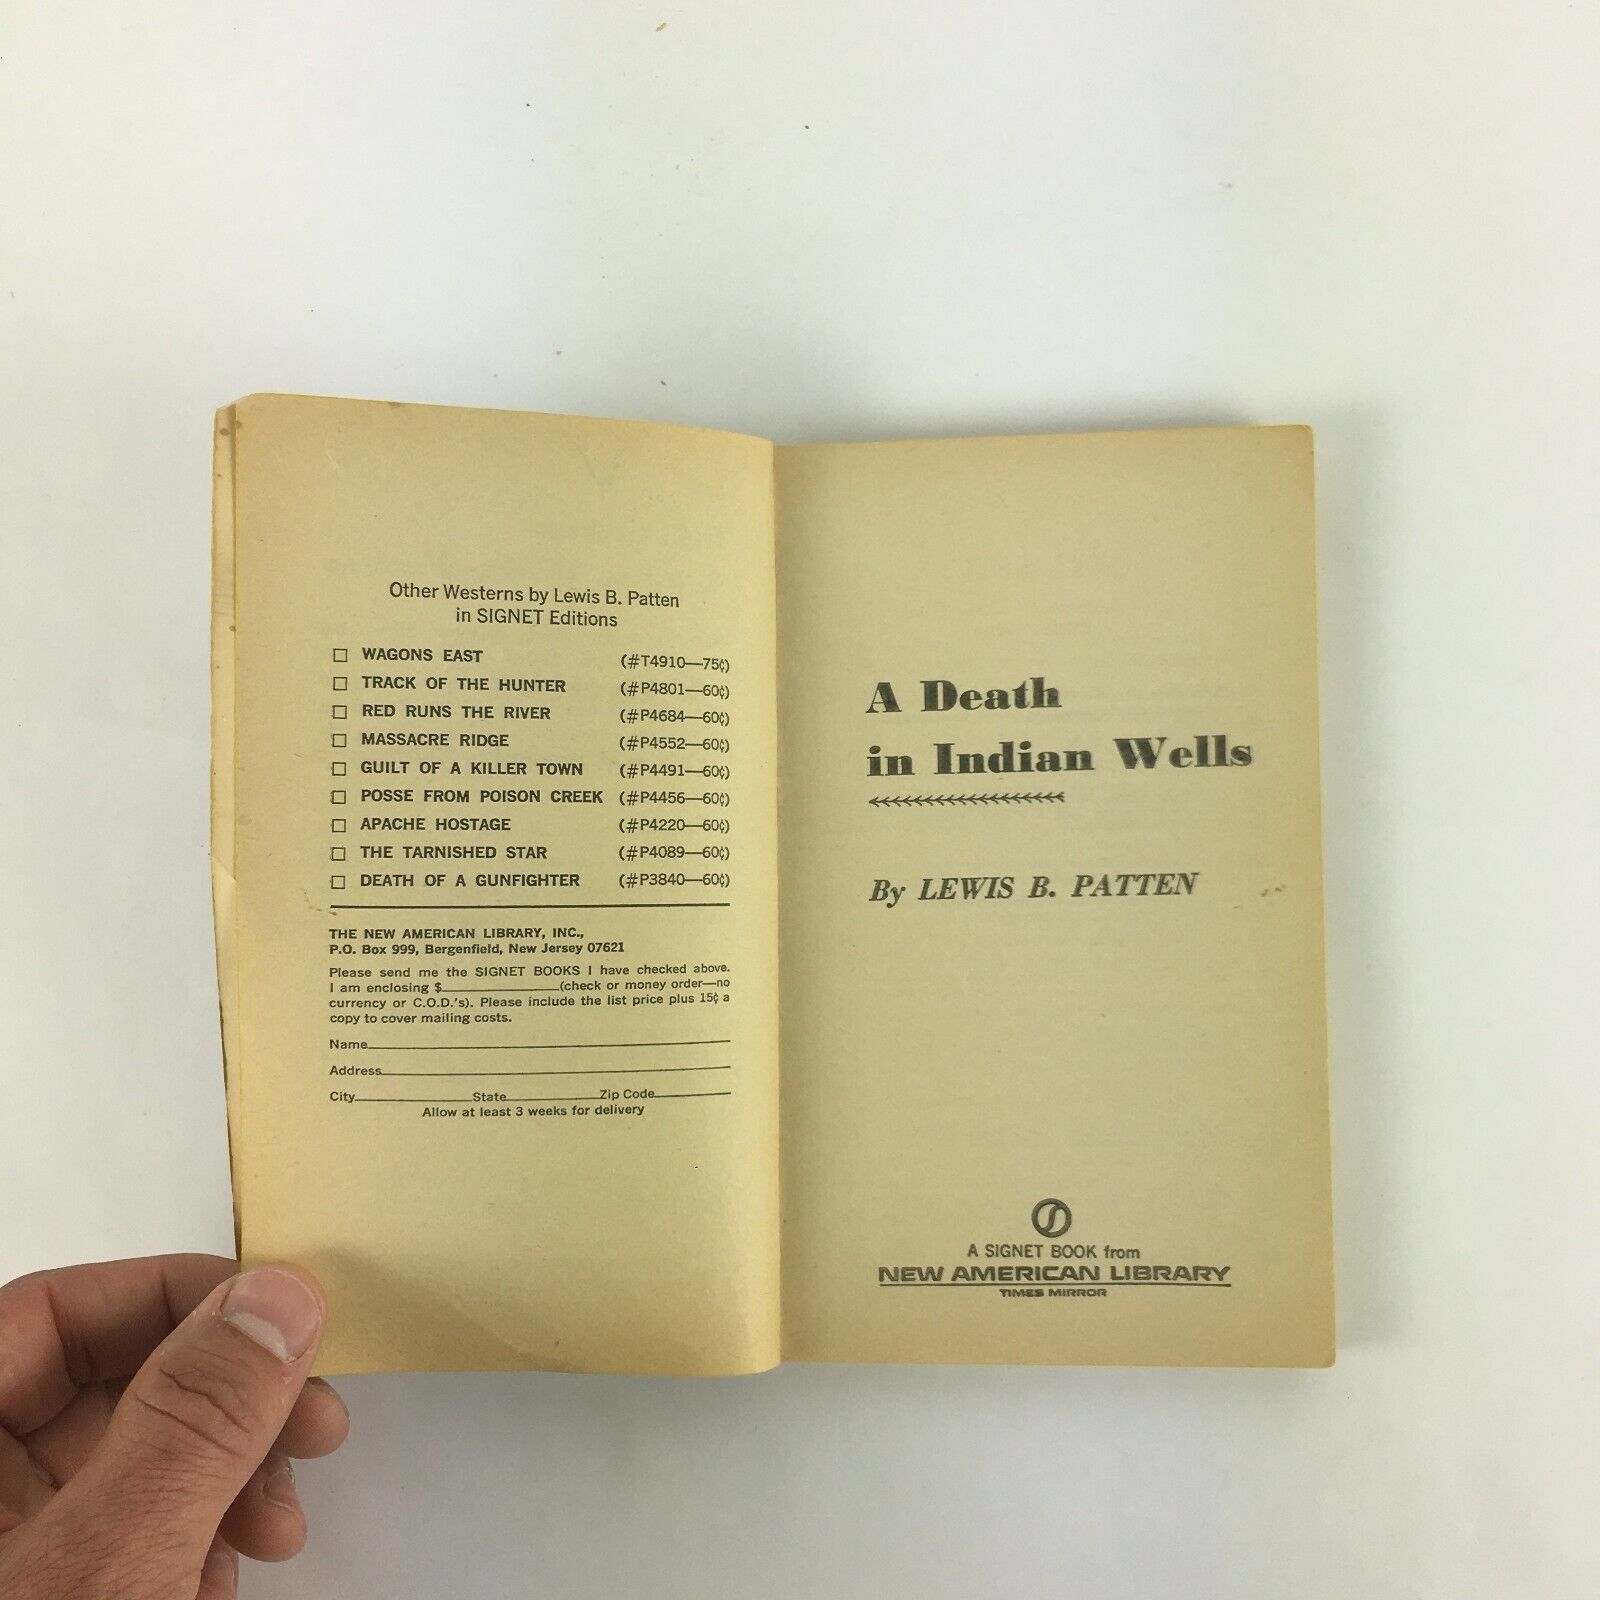 Other Westerns by Lewis B. Patten
in SIGNET Editions
☐ WAGONS EAST (#T4910—75¢)
☐ TRACK OF THE HUNTER (#P4801—60¢)
☐ RED RUNS THE RIVER (#P4684—60¢)
☐ MASSACRE RIDGE (#P4552—60¢)
☐ GUILT OF A KILLER TOWN (#P4491—60¢)
☐ POSSE FROM POISON CREEK (#P4456—60¢)
☐ APACHE HOSTAGE (#P4220—60¢)
☐ THE TARNISHED STAR (#P4089—60¢)
☐ DEATH OF A GUNFIGHTER (#P3840—60¢)
THE NEW AMERICAN LIBRARY, INC.,
P.O. Box 999, Bergenfield, New Jersey 07621
Please send me the SIGNET BOOKS I have checked above.
I am enclosing $____________(check or money order—no
currency or C.O.D.'s). Please include the list price plus 15¢ a
copy to cover mailing costs.
Name____________
Address____________
City____________State____________Zip Code____________
Allow at least 3 weeks for delivery
A Death
in Indian Wells
By LEWIS B. PATTEN
A SIGNET BOOK from
NEW AMERICAN LIBRARY
TIMES MIRROR